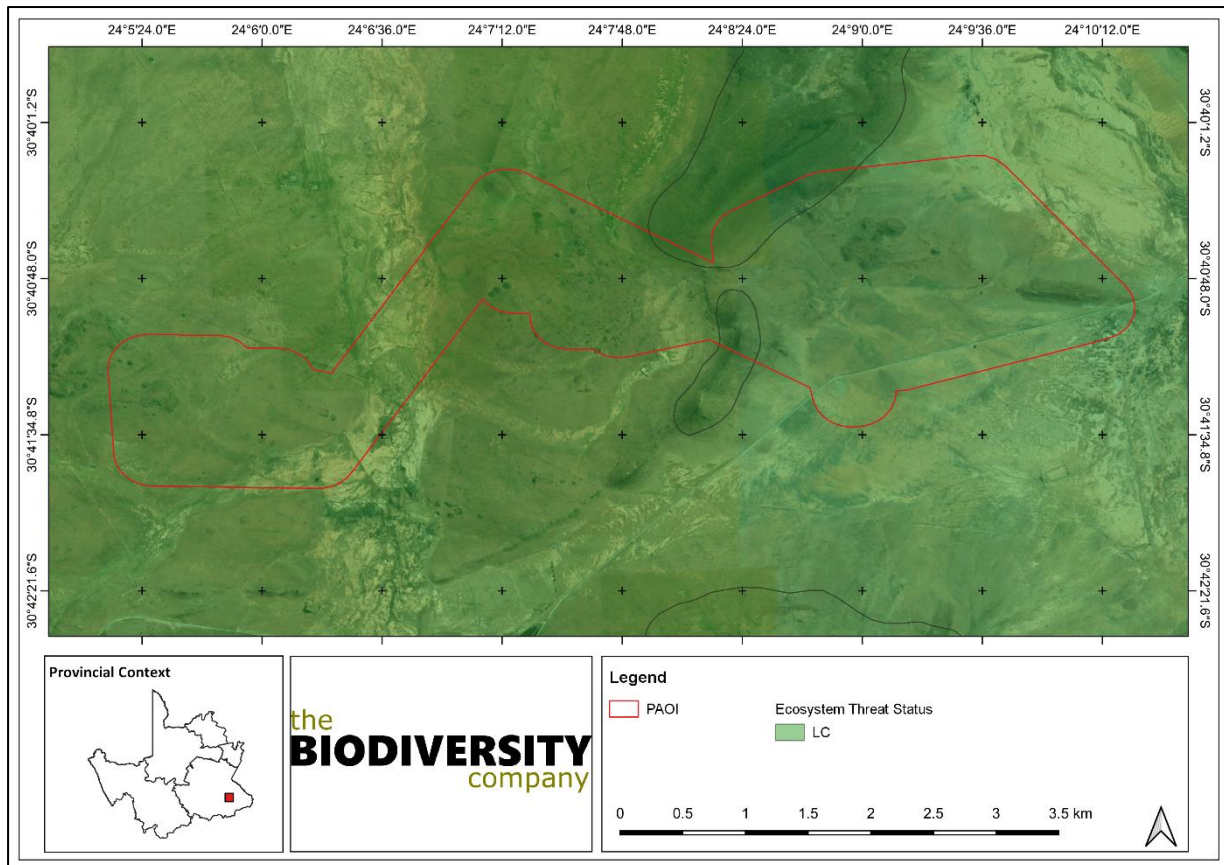 24°5'24.0"E 24°6'0.0"E 24°6'36.0"E 24°7'12.0"E 24°7'48.0"E 24°8'24.0"E 24°9'0.0"E 24°9'36.0"E 24°10'12.0"E
30°40'1.2"S 30°40'1.2"S
30°40'48.0"S 30°40'48.0"S
30°41'34.8"S 30°41'34.8"S
30°42'21.6"S 30°42'21.6"S
Provincial Context
the
BIODIVERSITY
company
Legend
PAOI
Ecosystem Threat Status
LC
0 0.5 1 1.5 2 2.5 3 3.5 km